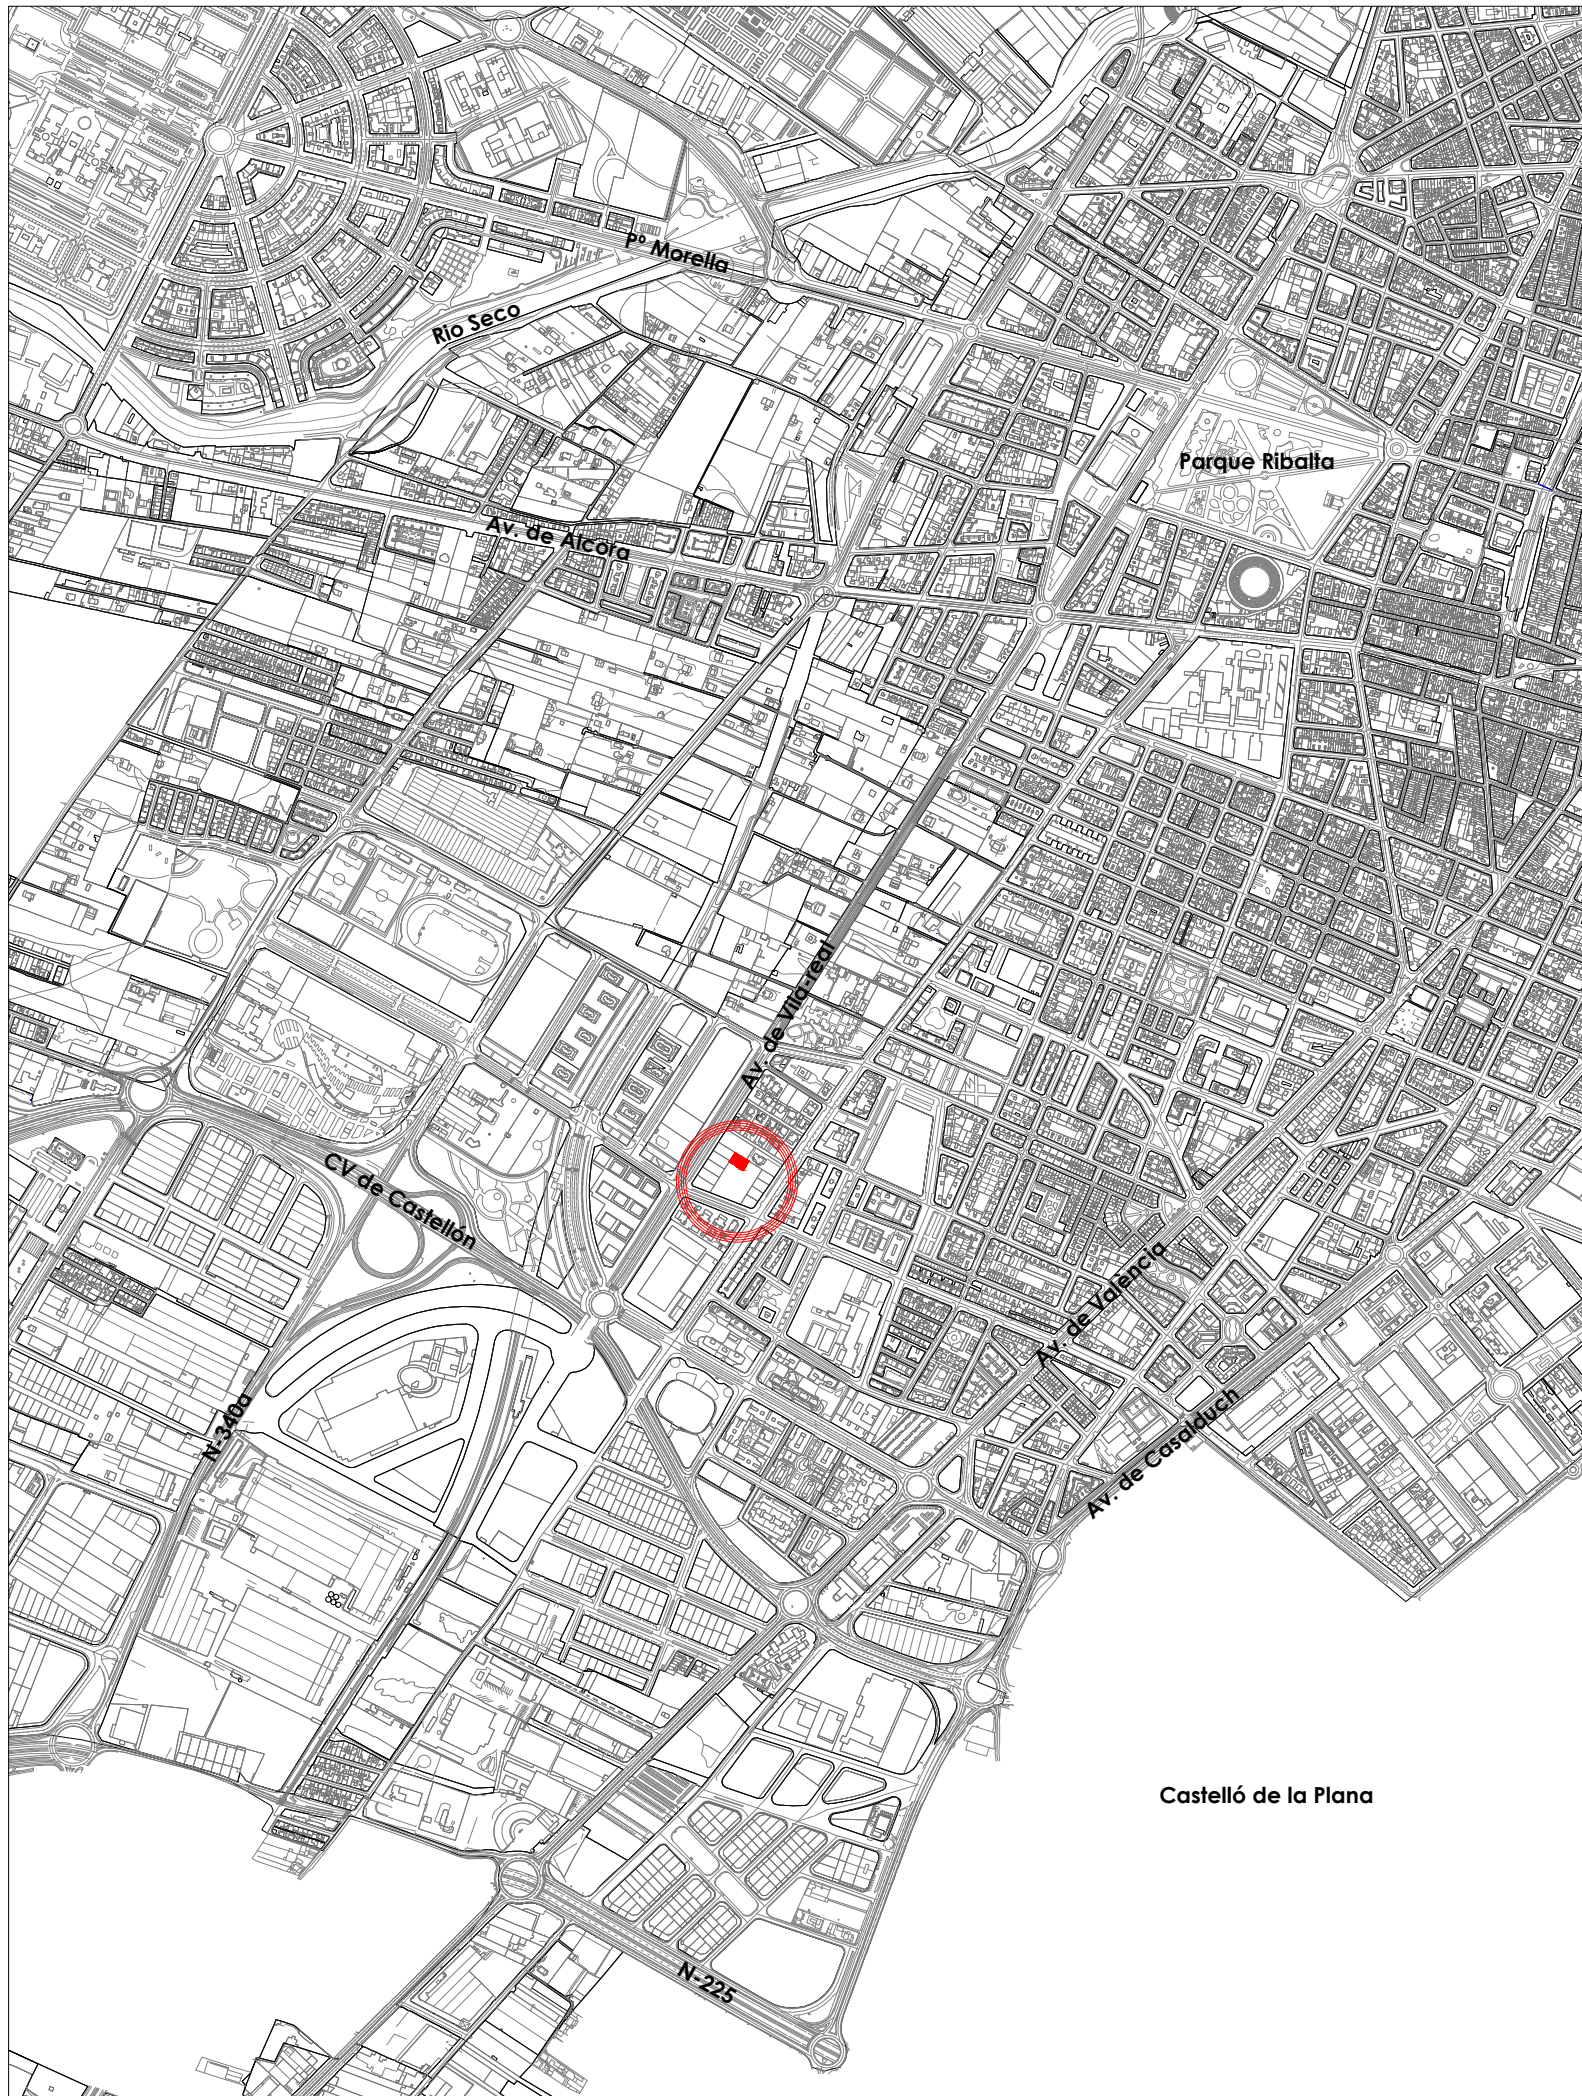 Pº Morella
Rio Seco
Parque Ribalta
Av. de Alcora
Av. de Vila-real
CV de Castellón
Av. de València
N-340a
Av. de Casalduch
Castelló de la Plana
N-225